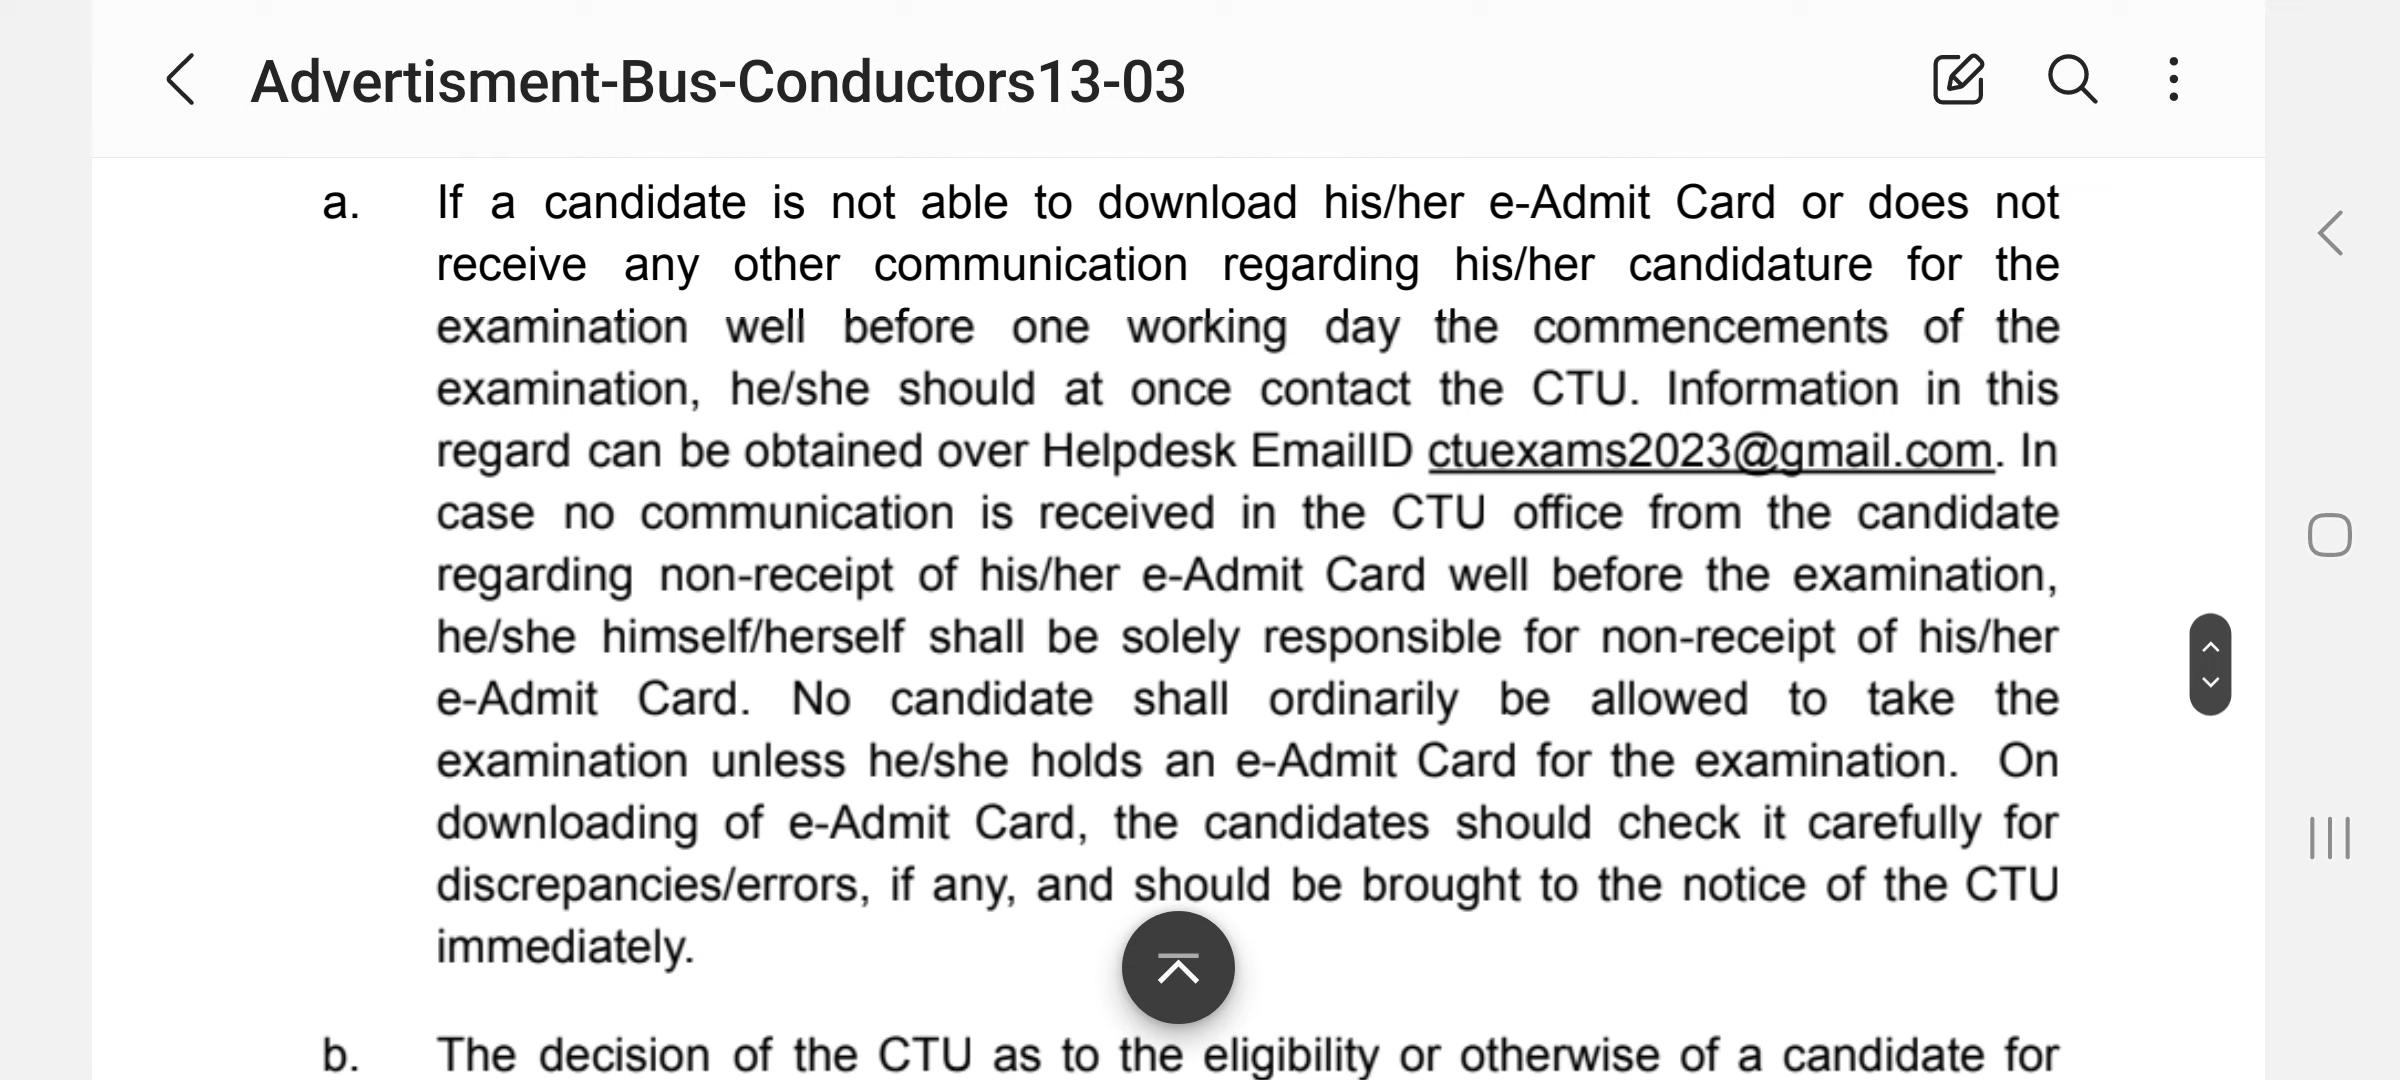 Advertisment-Bus-Conductors13-03
a. If a candidate is not able to download his/her e-Admit Card or does not
receive any other communication regarding his/her candidature for the
examination well before one working day the commencements of the
examination, he/she should at once contact the CTU. Information in this
regard can be obtained over Helpdesk EmailID ctuexams2023@gmail.com. In
case no communication is received in the CTU office from the candidate
regarding non-receipt of his/her e-Admit Card well before the examination,
he/she himself/herself shall be solely responsible for non-receipt of his/her
e-Admit Card. No candidate shall ordinarily be allowed to take the
examination unless he/she holds an e-Admit Card for the examination. On
downloading of e-Admit Card, the candidates should check it carefully for
discrepancies/errors, if any, and should be brought to the notice of the CTU
immediately.
b. The decision of the CTU as to the eligibility or otherwise of a candidate for